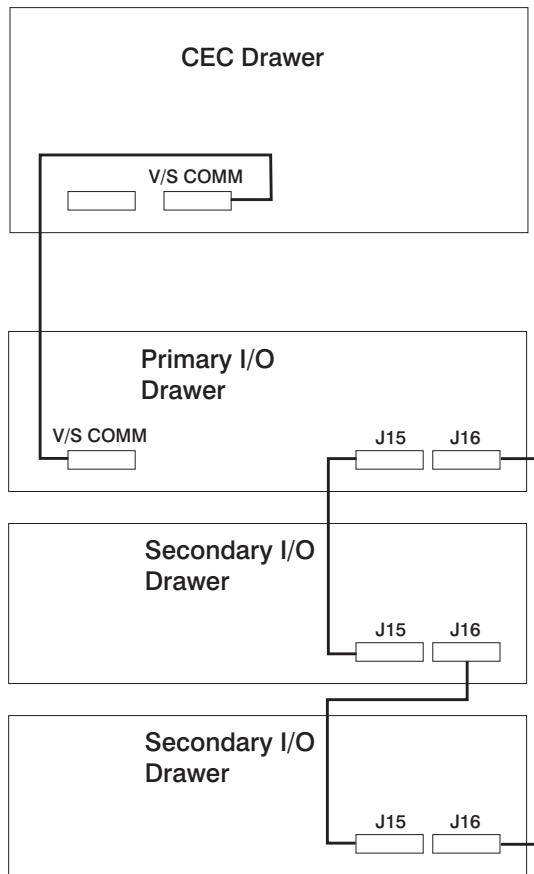 CEC Drawer
V/S COMM
Primary I/O
Drawer
V/S COMM
J15 J16
Secondary I/O
Drawer
J15 J16
Secondary I/O
Drawer
J15 J16